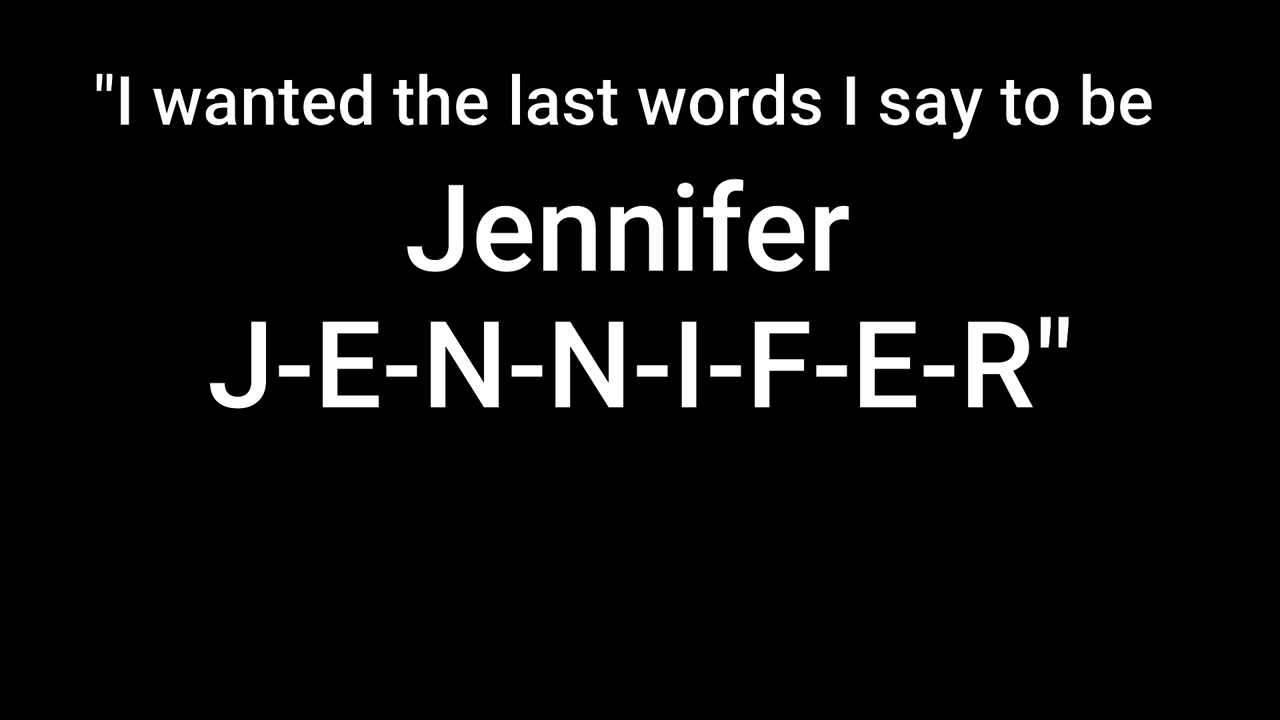 "I wanted the last words I say to be
Jennifer
J-E-N-N-I-F-E-R"